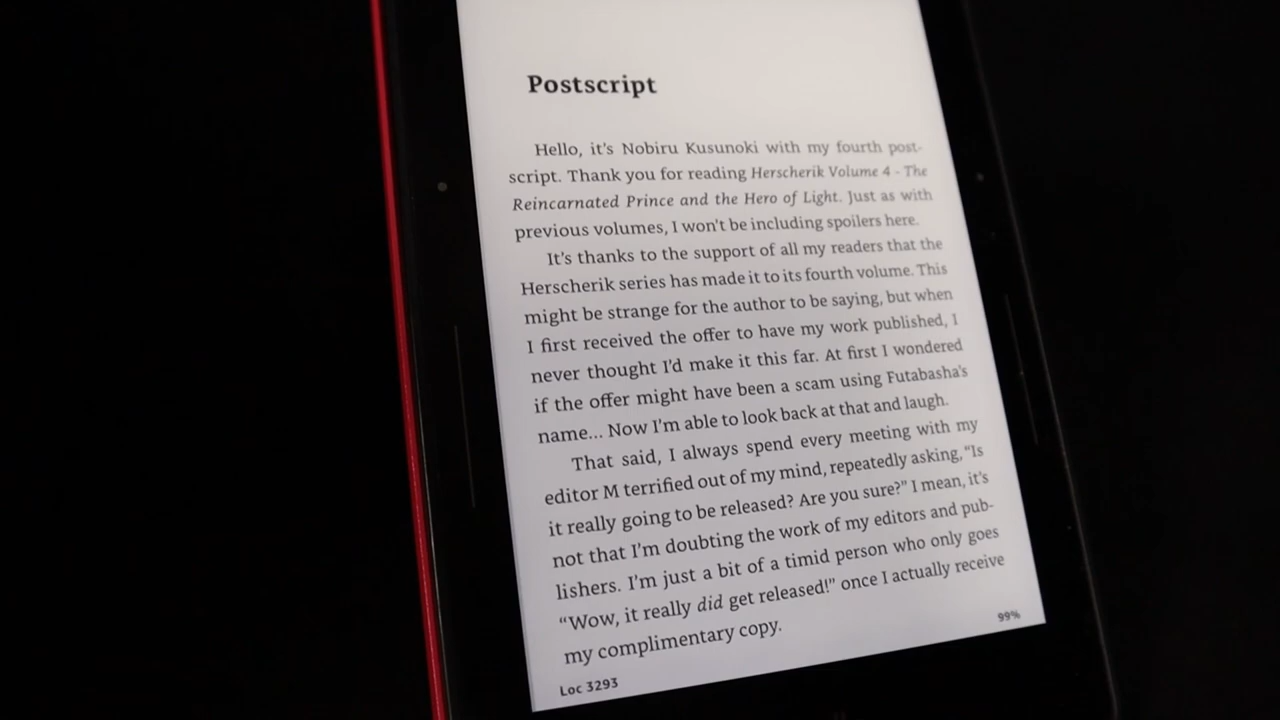 Postscript
Hello, it's Nobiru Kusunoki with my fourth post-
script. Thank you for reading Herscherik Volume 4 - The
Reincarnated Prince and the Hero of Light. Just as with
previous volumes, I won't be including spoilers here.
It's thanks to the support of all my readers that the
Herscherik series has made it to its fourth volume. This
might be strange for the author to be saying, but when
I first received the offer to have my work published, I
never thought I'd make it this far. At first I wondered
if the offer might have been a scam using Futabasha's
name... Now I'm able to look back at that and laugh.
That said, I always spend every meeting with my
editor M terrified out of my mind, repeatedly asking, “Is
it really going to be released? Are you sure?” I mean, it's
not that I'm doubting the work of my editors and pub-
lishers. I'm just a bit of a timid person who only goes
“Wow, it really did get released!” once I actually receive
my complimentary copy.
Loc 3293
99%